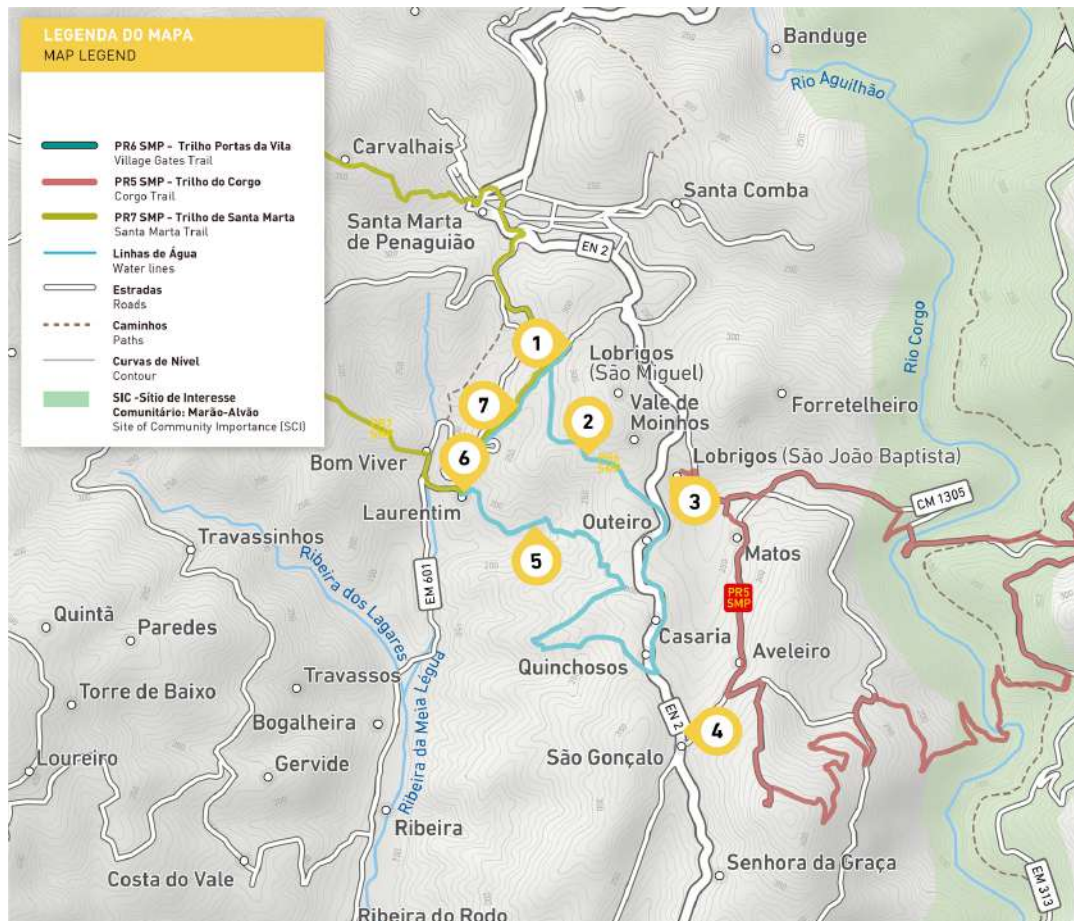 LEGENDA DO MAPA
MAP LEGEND
PR6 SMP - Trilho Portas da Vila
Village Gates Trail
PR5 SMP - Trilho do Corgo
Corgo Trail
PR7 SMP - Trilho de Santa Marta
Santa Marta Trail
Linhas de Água
Water lines
Estradas
Roads
Caminhos
Paths
Curvas de Nível
Contour
SIC -Sítio de Interesse
Comunitário: Marão-Alvão
Site of Community Importance (SCI)
Banduge
Rio Aguilhão
Carvalhais
Santa Comba
Santa Marta
de Penaguião
EN 2
Rio Corgo
1
Lobrigos
(São Miguel)
7
Vale de
Moinhos
Forretelheiro
2
6
Bom Viver
Lobrigos (São João Baptista)
3
CM 1305
Laurentim
Outeiro
5
Matos
Travassinhos
EM 601
Ribeira dos Lagares
PR5
SMP
Quintã
Paredes
Casaria
Aveleiro
Quinchosos
Travassos
Torre de Baixo
Bogalheira
Ribeira da Meia Légua
EN 2
4
São Gonçalo
Loureiro
Gervide
Ribeira
Senhora da Graça
Costa do Vale
EM 313
Ribeira do Rodo